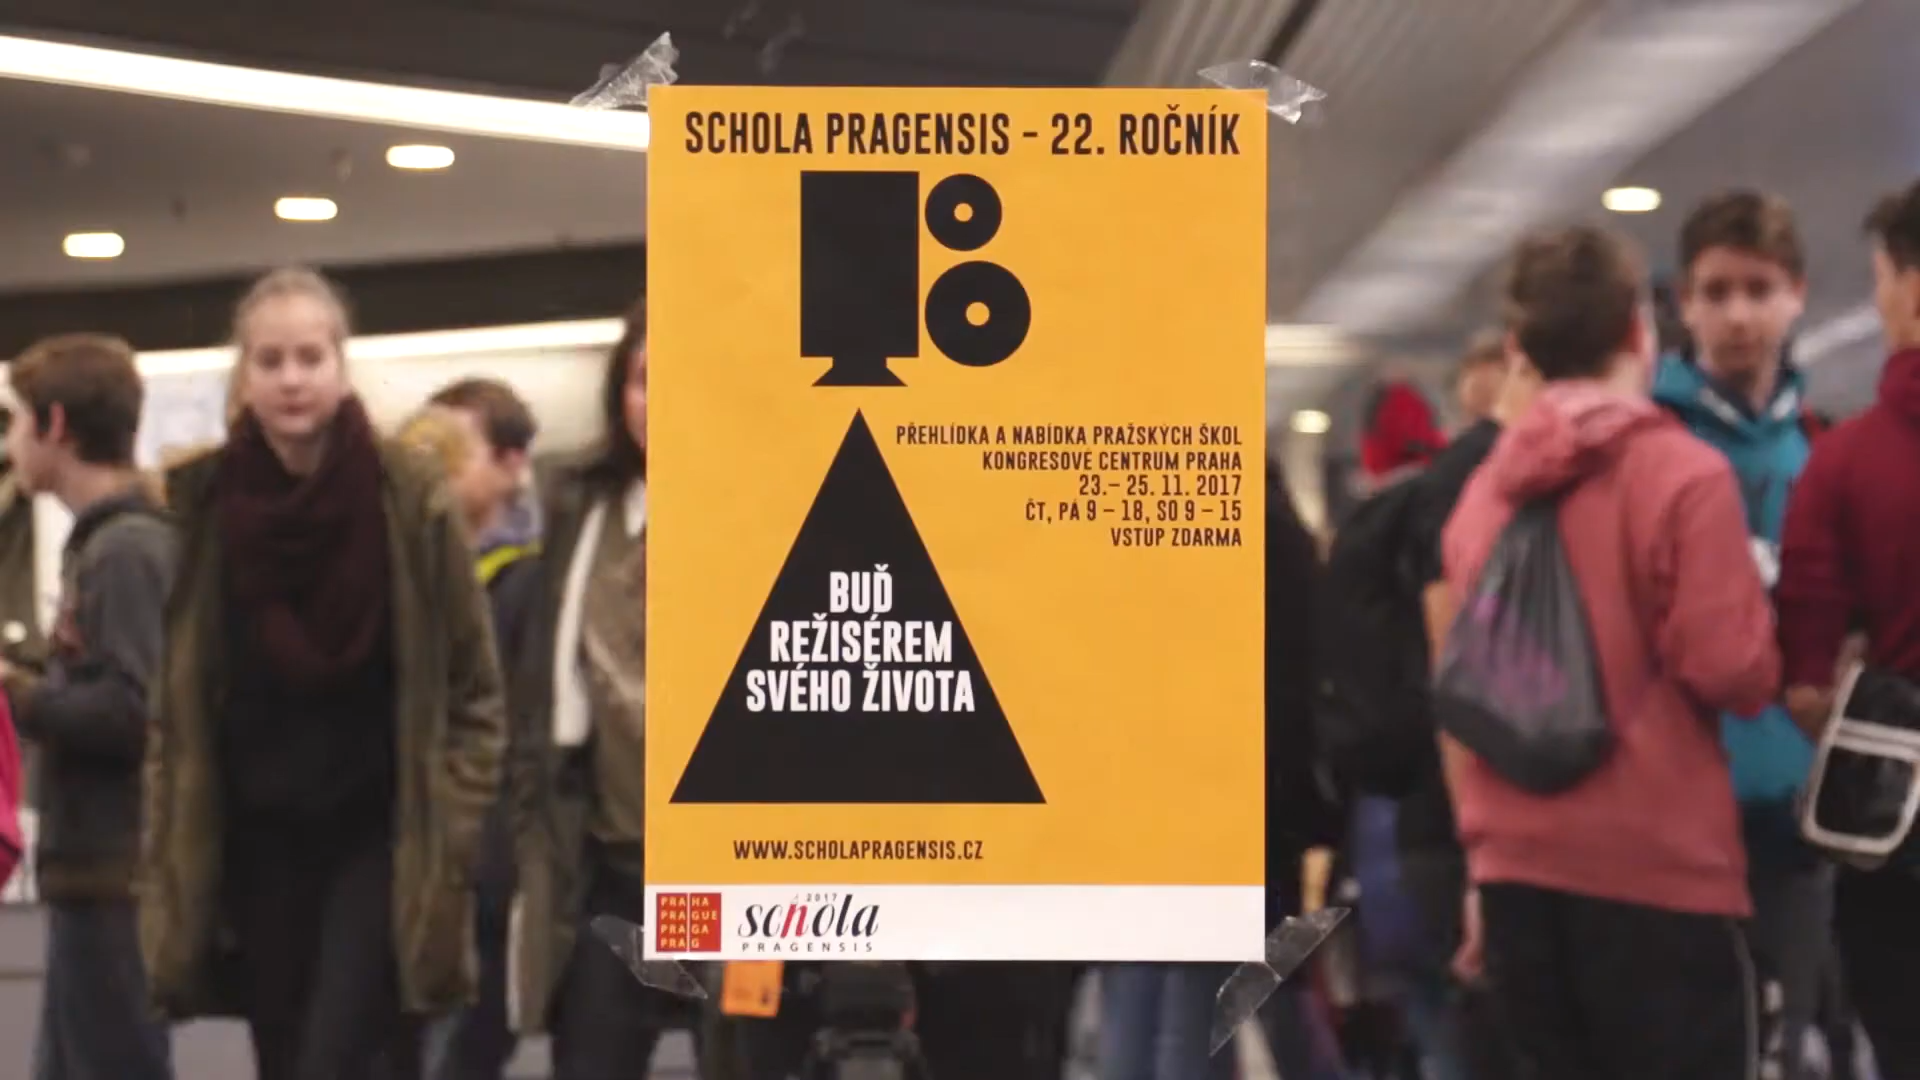 SCHOLA PRAGENSIS - 22. ROČNÍK
PŘEHLÍDKA A NABÍDKA PRAŽSKÝCH ŠKOL
KONGRESOVÉ CENTRUM PRAHA
23.– 25. 11. 2017
ČT, PÁ 9 – 18, SO 9 – 15
VSTUP ZDARMA
BUĎ
REŽISÉREM
SVÉHO ŽIVOTA
WWW.SCHOLAPRAGENSIS.CZ
PRAHA
PRAGUE
PRAGA
PRAG
2017
schola
PRAGENSIS